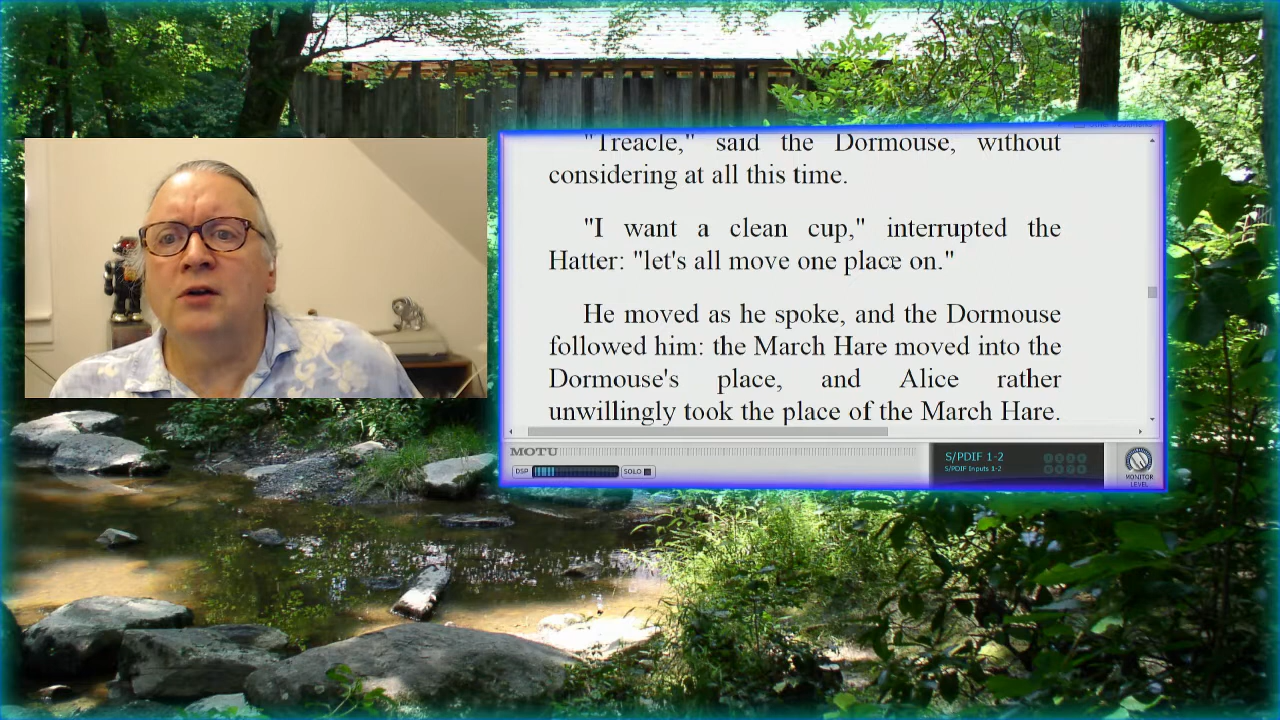 "Treacle," said the Dormouse, without
considering at all this time.
"I want a clean cup," interrupted the
Hatter: "let's all move one place on."
He moved as he spoke, and the Dormouse
followed him: the March Hare moved into the
Dormouse's place, and Alice rather
unwillingly took the place of the March Hare.
MOTU
DSP
SOLO
S/PDIF 1-2
S/PDIF Inputs 1-2
MONITOR
LEVEL